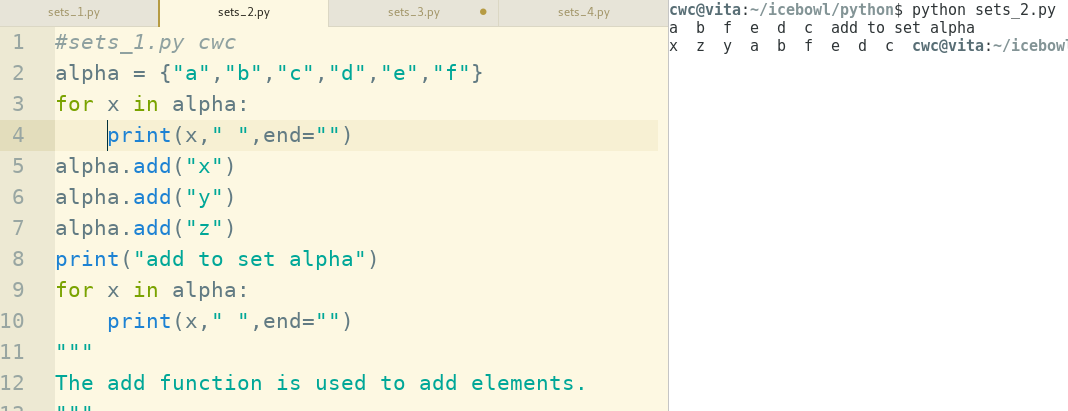 sets_1.py sets_2.py sets_3.py sets_4.py
1 #sets_1.py cwc
2 alpha = {"a","b","c","d","e","f"}
3 for x in alpha:
4     print(x," ",end="")
5 alpha.add("x")
6 alpha.add("y")
7 alpha.add("z")
8 print("add to set alpha")
9 for x in alpha:
10     print(x," ",end="")
11 """
12 The add function is used to add elements.
13 """
cwc@vita:~/icebowl/python$ python sets_2.py
a  b  f  e  d  c  add to set alpha
x  z  y  a  b  f  e  d  c  cwc@vita:~/icebowl